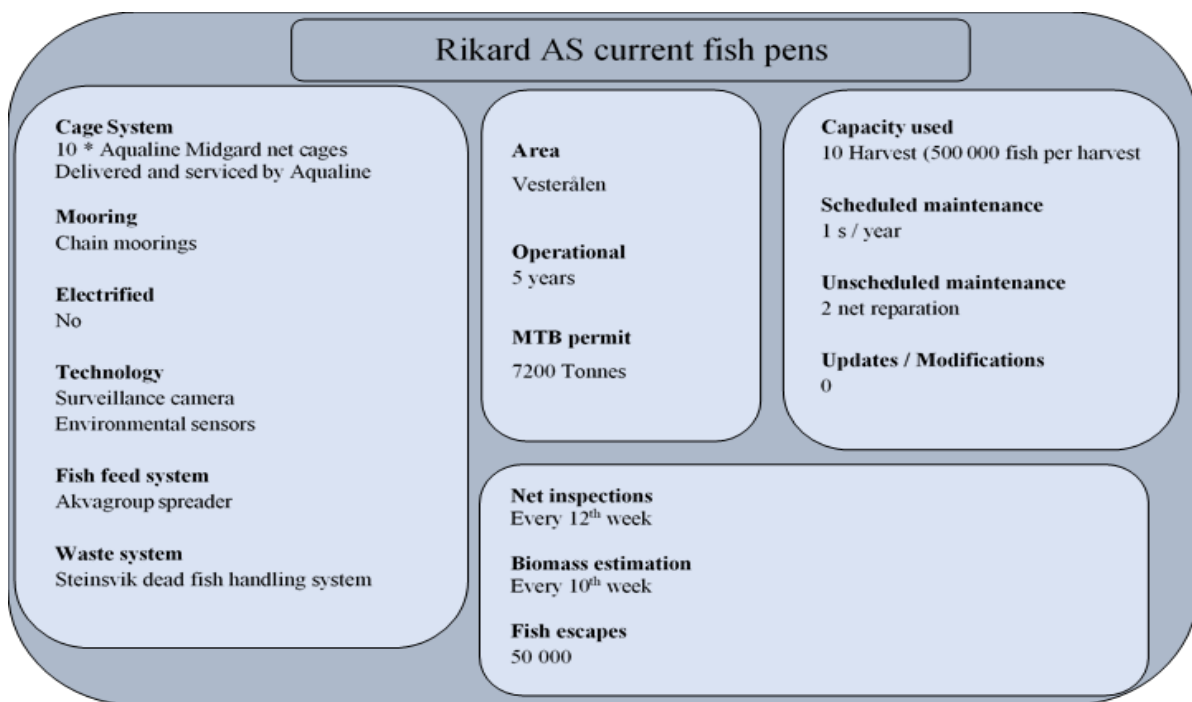 Rikard AS current fish pens
Cage System
10 * Aqualine Midgard net cages
Delivered and serviced by Aqualine
Mooring
Chain moorings
Electrified
No
Technology
Surveillance camera
Environmental sensors
Fish feed system
Akvagroup spreader
Waste system
Steinsvik dead fish handling system
Area
Vesterålen
Operational
5 years
MTB permit
7200 Tonnes
Capacity used
10 Harvest (500 000 fish per harvest
Scheduled maintenance
1 s / year
Unscheduled maintenance
2 net reparation
Updates / Modifications
0
Net inspections
Every 12th week
Biomass estimation
Every 10th week
Fish escapes
50 000